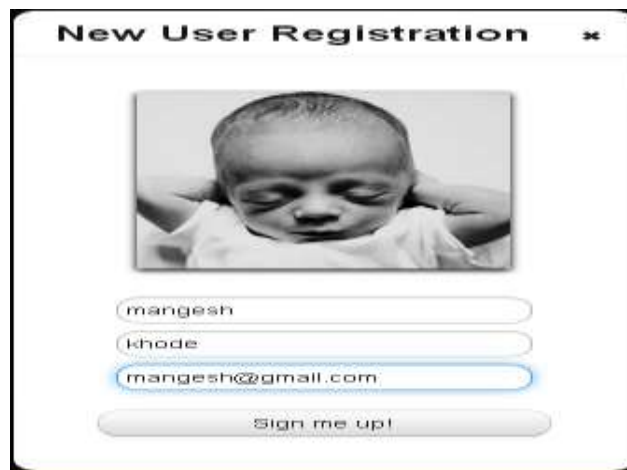 New User Registration
mangesh
khode
mangesh@gmail.com
Sign me up!